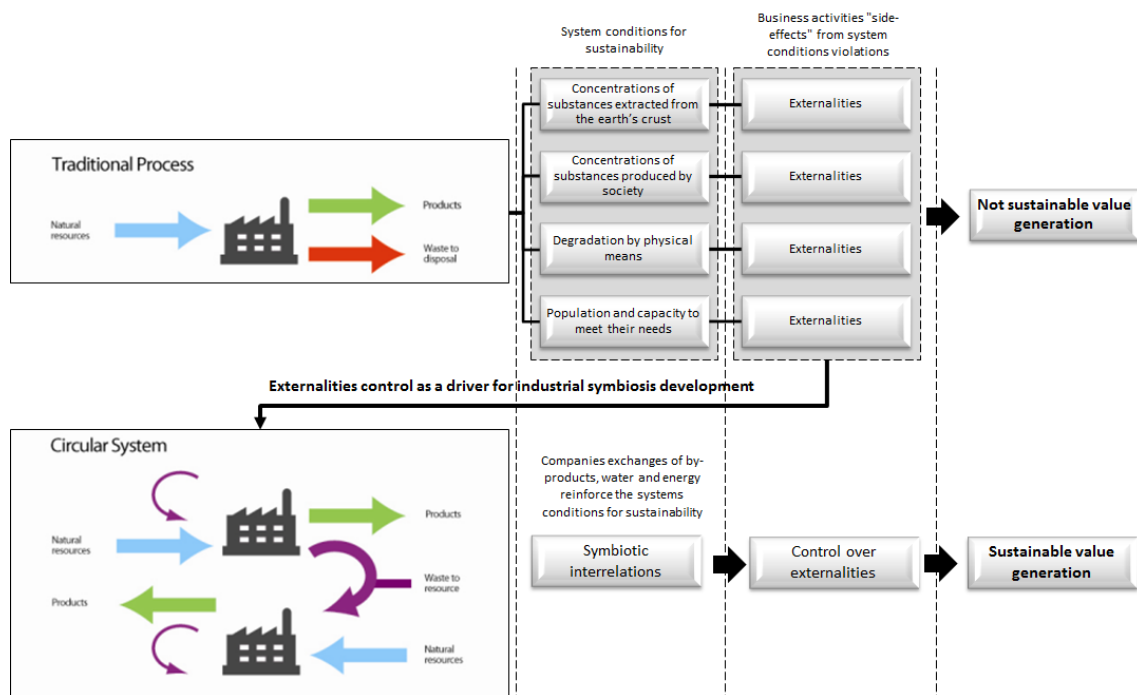 System conditions for
sustainability
Business activities "side-
effects" from system
conditions violations
Traditional Process
Natural
resources
Products
Waste to
disposal
Concentrations of
substances extracted from
the earth's crust
Externalities
Concentrations of
substances produced by
society
Externalities
Degradation by physical
means
Externalities
Population and capacity to
meet their needs
Externalities
Not sustainable value
generation
Externalities control as a driver for industrial symbiosis development
Circular System
Natural
resources
Products
Products
Waste to
resource
Natural
resources
Companies exchanges of by-
products, water and energy
reinforce the systems
conditions for sustainability
Symbiotic
interrelations
Control over
externalities
Sustainable value
generation